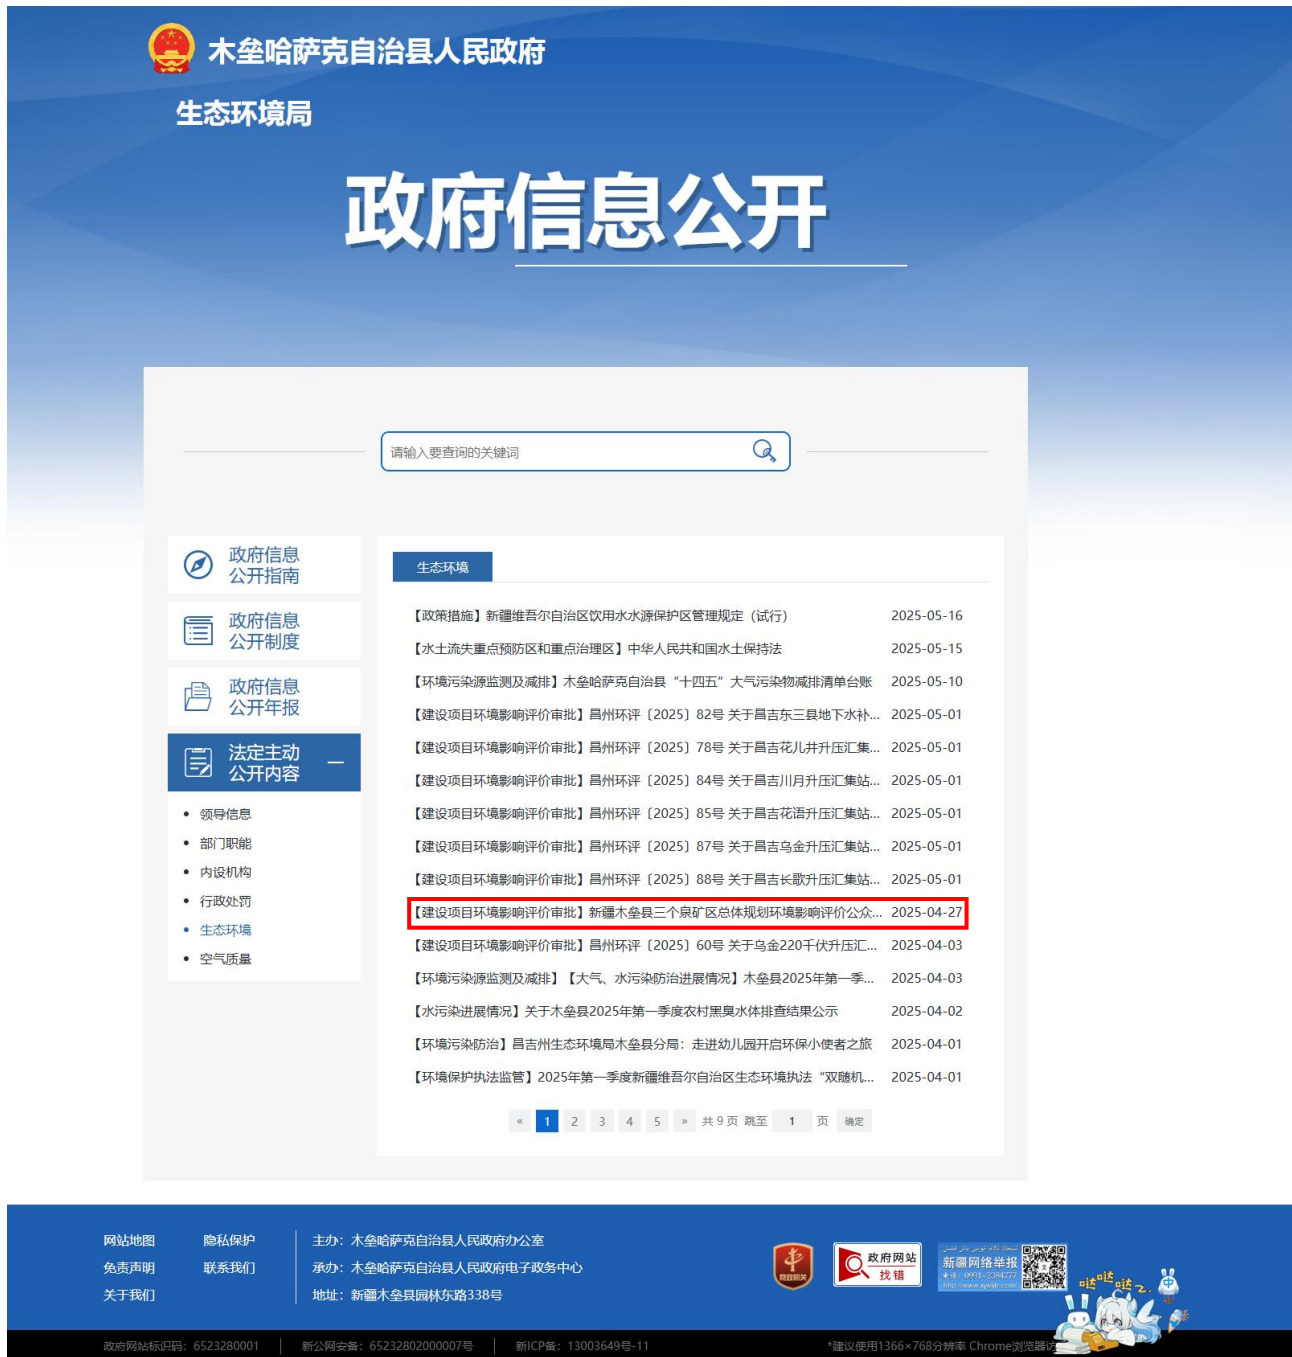 木垒哈萨克自治县人民政府
生态环境局
政府信息公开
请输入要查询的关键词
政府信息
公开指南
政府信息
公开制度
政府信息
公开年报
法定主动
公开内容
领导信息
部门职能
内设机构
行政处罚
生态环境
空气质量
生态环境
【政策措施】新疆维吾尔自治区饮用水水源保护区管理规定（试行） 2025-05-16
【水土流失重点预防区和重点治理区】中华人民共和国水土保持法 2025-05-15
【环境污染源监测及减排】木垒哈萨克自治县“十四五”大气污染物减排清单台账 2025-05-10
【建设项目环境影响评价审批】昌州环评〔2025〕82号 关于昌吉东三县地下水补... 2025-05-01
【建设项目环境影响评价审批】昌州环评〔2025〕78号 关于昌吉花儿井升压汇集... 2025-05-01
【建设项目环境影响评价审批】昌州环评〔2025〕84号 关于昌吉川月升压汇集站... 2025-05-01
【建设项目环境影响评价审批】昌州环评〔2025〕85号 关于昌吉花语升压汇集站... 2025-05-01
【建设项目环境影响评价审批】昌州环评〔2025〕87号 关于昌吉乌金升压汇集站... 2025-05-01
【建设项目环境影响评价审批】昌州环评〔2025〕88号 关于昌吉长歌升压汇集站... 2025-05-01
【建设项目环境影响评价审批】新疆木垒县三个泉矿区总体规划环境影响评价公众... 2025-04-27
【建设项目环境影响评价审批】昌州环评〔2025〕60号 关于乌金220千伏升压汇... 2025-04-03
【环境污染源监测及减排】【大气、水污染防治进展情况】木垒县2025年第一季... 2025-04-03
【水污染进展情况】关于木垒县2025年第一季度农村黑臭水体排查结果公示 2025-04-02
【环境污染防治】昌吉州生态环境局木垒县分局：走进幼儿园开启环保小使者之旅 2025-04-01
【环境保护执法监管】2025年第一季度新疆维吾尔自治区生态环境执法“双随机... 2025-04-01
« 1 2 3 4 5 » 共 9 页 跳至 1 页 确定
网站地图 隐私保护 主办：木垒哈萨克自治县人民政府办公室
免责声明 联系我们 承办：木垒哈萨克自治县人民政府电子政务中心
关于我们 地址：新疆木垒县园林东路338号
党政机关
政府网站
找错
新疆网络举报
电话：0991-2384777
哒哒哒哒~
政府网站标识码：6523280001 新公网安备：65232802000007号 新ICP备：13003649号-11 *建议使用1366×768分辨率 Chrome浏览器